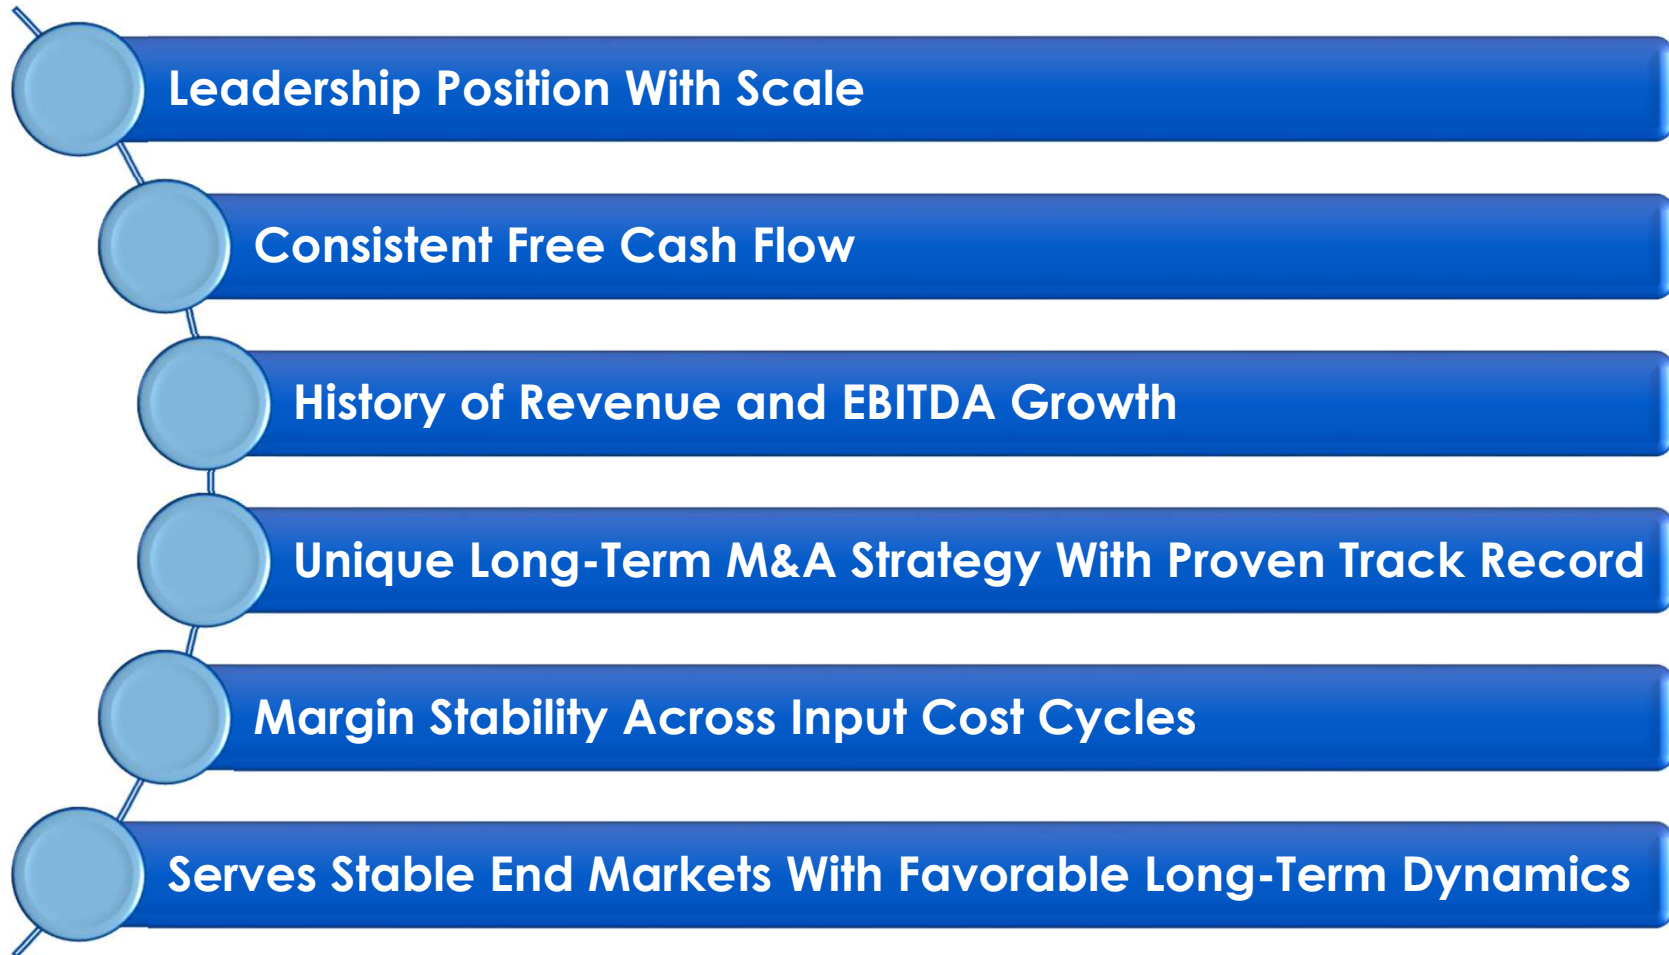 Leadership Position With Scale
Consistent Free Cash Flow
History of Revenue and EBITDA Growth
Unique Long-Term M&A Strategy With Proven Track Record
Margin Stability Across Input Cost Cycles
Serves Stable End Markets With Favorable Long-Term Dynamics